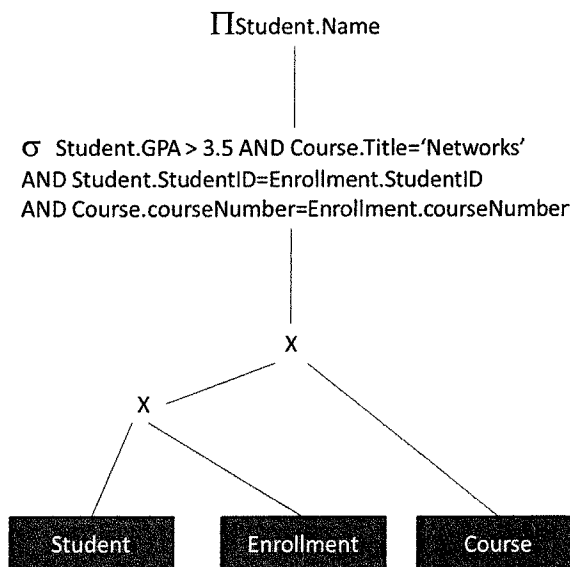 ∏Student.Name
σ Student.GPA > 3.5 AND Course.Title=‘Networks’
AND Student.StudentID=Enrollment.StudentID
AND Course.courseNumber=Enrollment.courseNumber
X
X
Student Enrollment Course